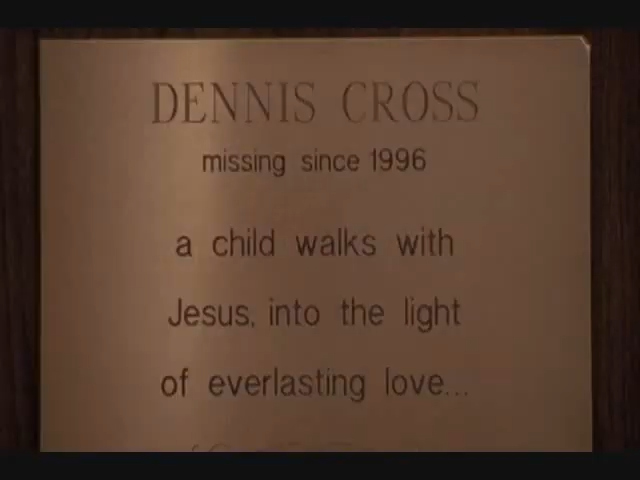 DENNIS CROSS
missing since 1996
a child walks with
Jesus, into the light
of everlasting love...